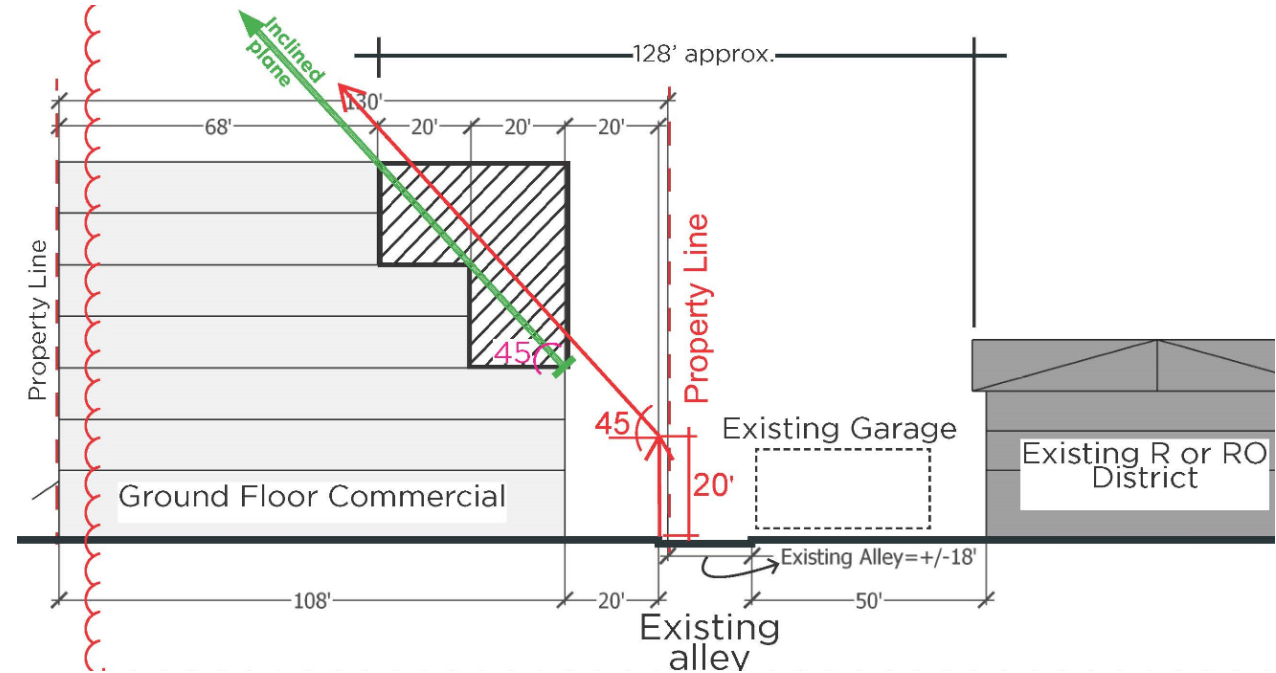 Inclined
plane
128' approx.
130'
68'
20'
20'
20'
Property Line
Property Line
45
45
20'
Existing Garage
Existing R or RO
District
Ground Floor Commercial
Existing Alley=+/-18'
108'
20'
50'
Existing
alley